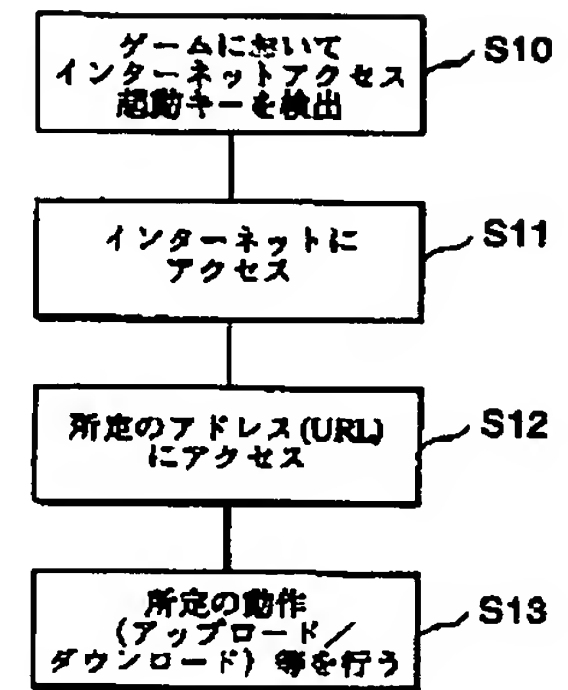 ゲームにおいて
インターネットアクセス
起動キーを検出
S10
インターネットに
アクセス
S11
所定のアドレス(URL)
にアクセス
S12
所定の動作
(アップロード／
ダウンロード)等を行う
S13